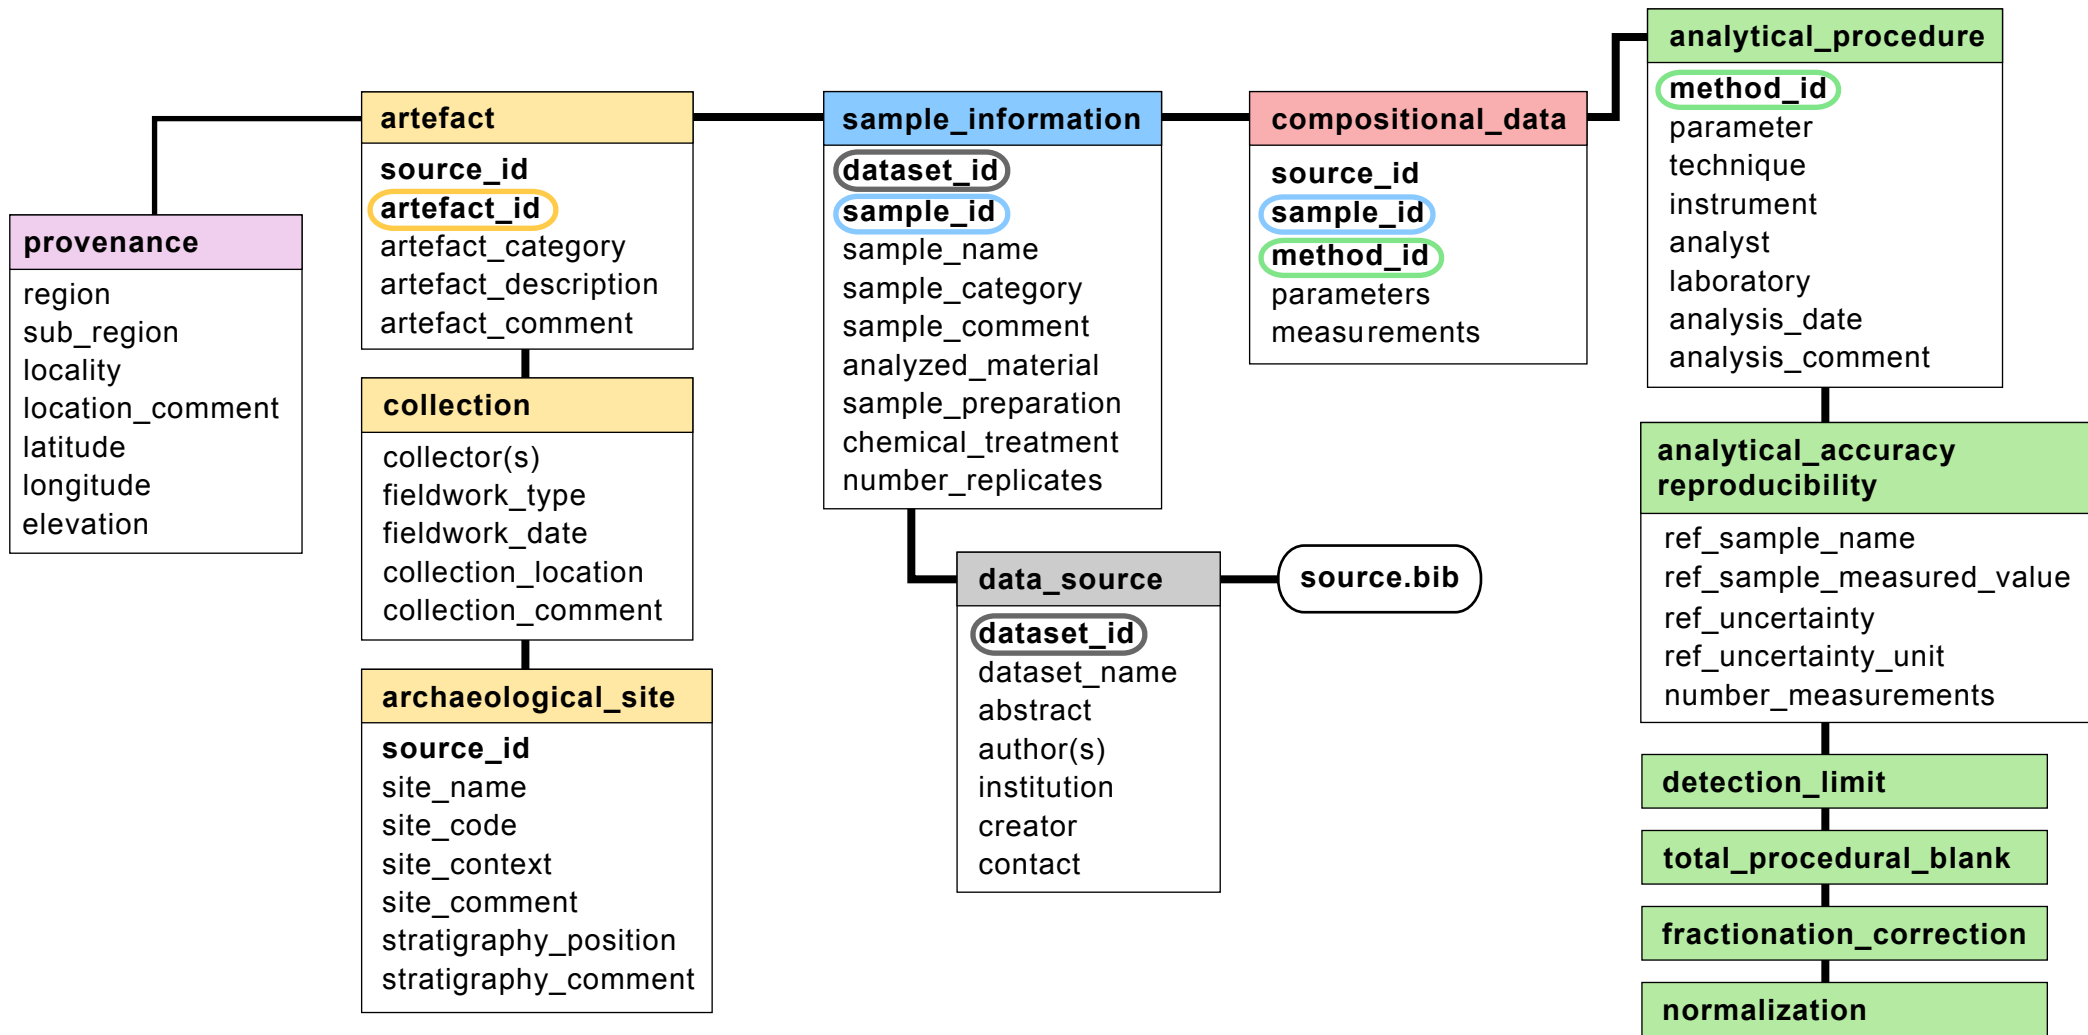 provenance
region
sub_region
locality
location_comment
latitude
longitude
elevation
artefact
source_id
artefact_id
artefact_category
artefact_description
artefact_comment
collection
collector(s)
fieldwork_type
fieldwork_date
collection_location
collection_comment
archaeological_site
source_id
site_name
site_code
site_context
site_comment
stratigraphy_position
stratigraphy_comment
sample_information
dataset_id
sample_id
sample_name
sample_category
sample_comment
analyzed_material
sample_preparation
chemical_treatment
number_replicates
data_source
dataset_id
dataset_name
abstract
author(s)
institution
creator
contact
source.bib
compositional_data
source_id
sample_id
method_id
parameters
measurements
analytical_procedure
method_id
parameter
technique
instrument
analyst
laboratory
analysis_date
analysis_comment
analytical_accuracy
reproducibility
ref_sample_name
ref_sample_measured_value
ref_uncertainty
ref_uncertainty_unit
number_measurements
detection_limit
total_procedural_blank
fractionation_correction
normalization